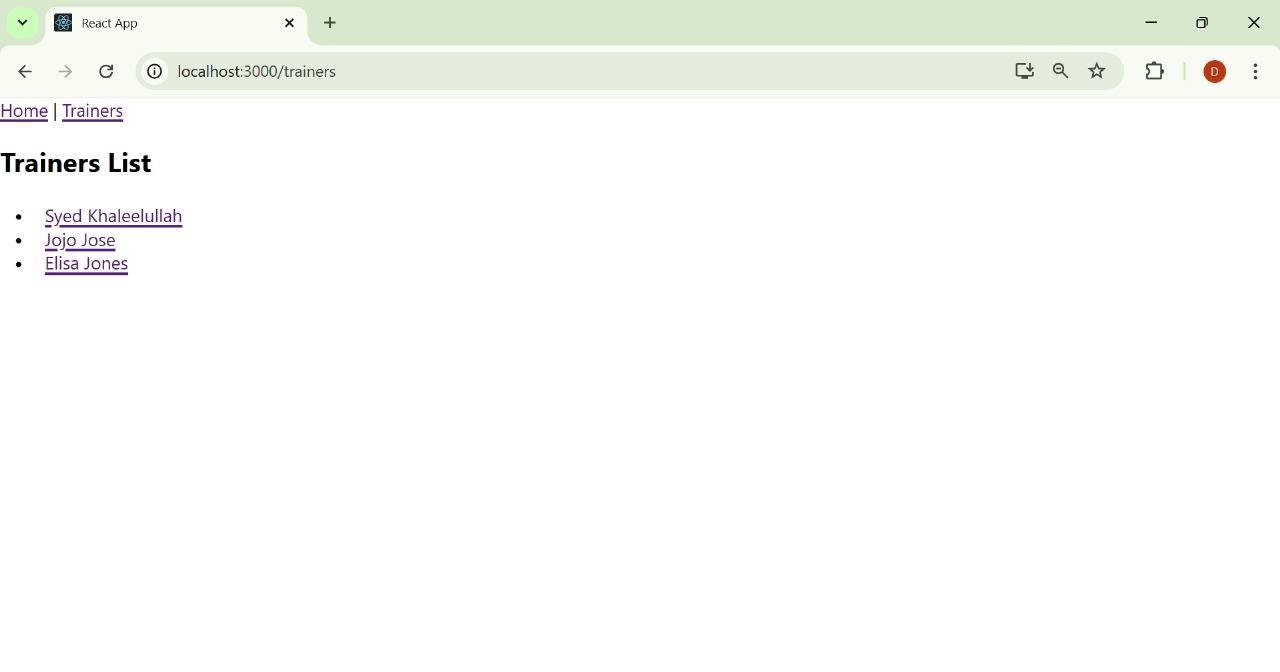 React App
localhost:3000/trainers
D
Home | Trainers
Trainers List
• Syed Khaleelullah
• Jojo Jose
• Elisa Jones